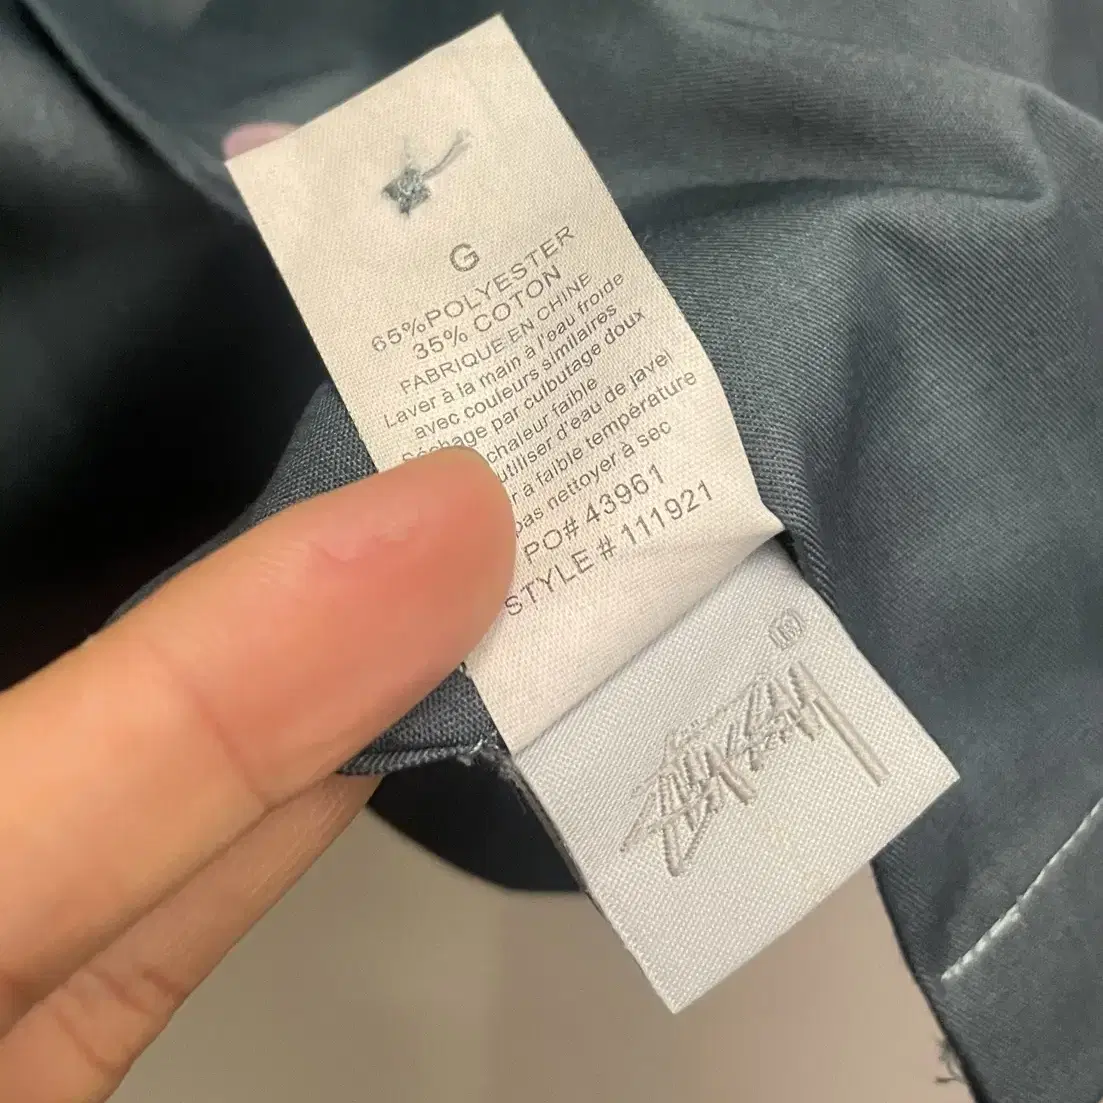 G
65%POLYESTER
35% COTON
FABRIQUE EN CHINE
Laver à la main à l'eau froide
avec couleurs similaires
Séchage par culbutage doux
chaleur faible
utiliser d'eau de javel
à faible température
pas nettoyer à sec
PO# 43961
STYLE # 111921